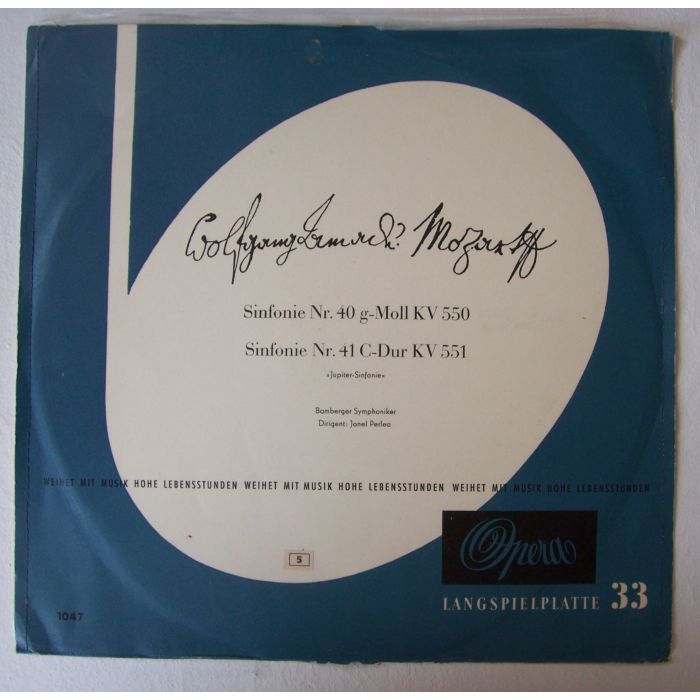 Wolfgang Amadé Mozart
Sinfonie Nr. 40 g-Moll KV 550
Sinfonie Nr. 41 C-Dur KV 551
»Jupiter-Sinfonie«
Bamberger Symphoniker
Dirigent: Jonel Perlea
WEIHET MIT MUSIK HOHE LEBENSSTUNDEN WEIHET MIT MUSIK HOHE LEBENSSTUNDEN WEIHET MIT MUSIK HOHE LEBENSSTUNDEN
Opera
5
LANGSPIELPLATTE 33
1047